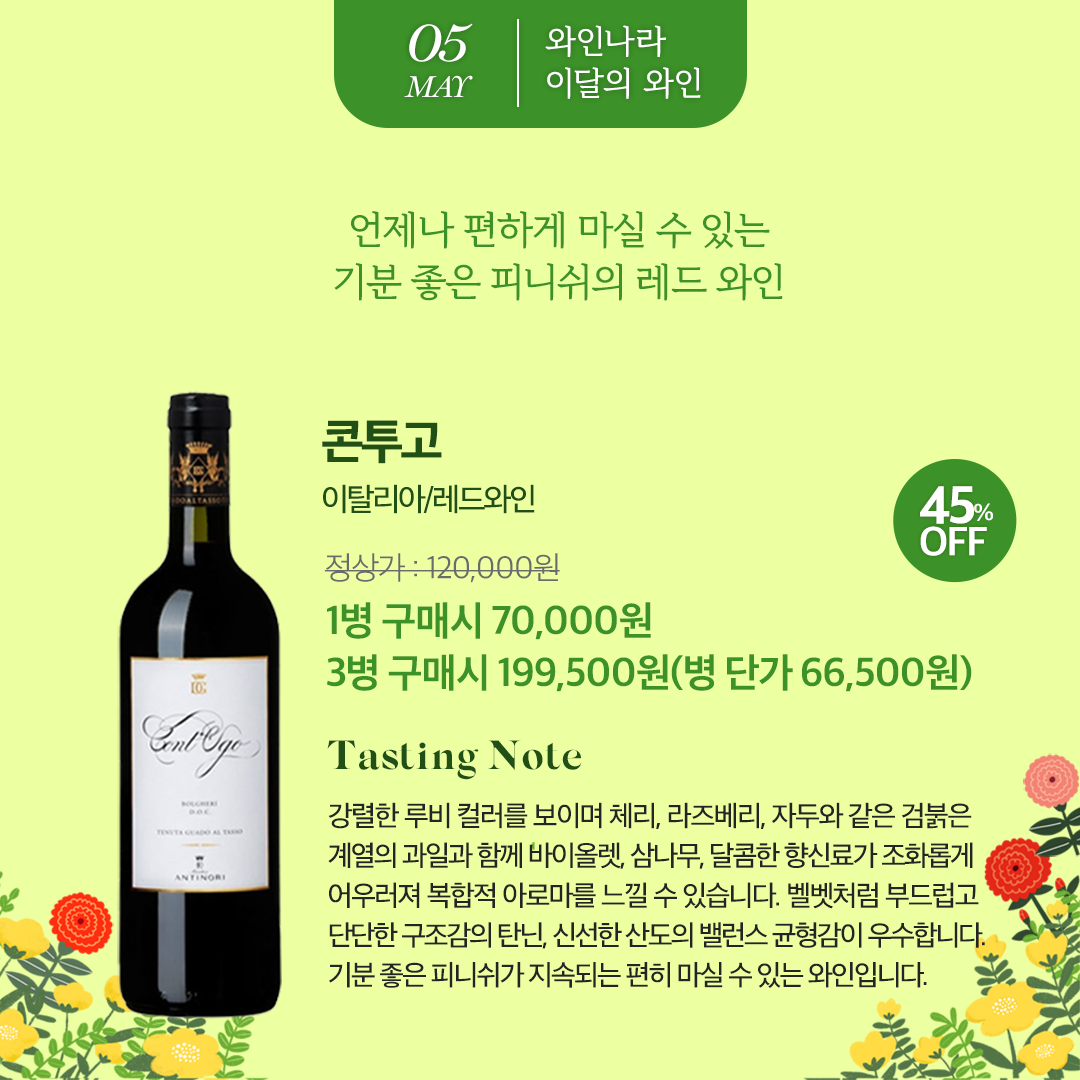 05
MAY
와인나라
이달의 와인
언제나 편하게 마실 수 있는
기분 좋은 피니쉬의 레드 와인
콘투고
이탈리아/레드와인
정상가 : 120,000원
1병 구매시 70,000원
3병 구매시 199,500원(병 단가 66,500원)
45%
OFF
Tasting Note
강렬한 루비 컬러를 보이며 체리, 라즈베리, 자두와 같은 검붉은
계열의 과일과 함께 바이올렛, 삼나무, 달콤한 향신료가 조화롭게
어우러져 복합적 아로마를 느낄 수 있습니다. 벨벳처럼 부드럽고
단단한 구조감의 탄닌, 신선한 산도의 밸런스 균형감이 우수합니다.
기분 좋은 피니쉬가 지속되는 편히 마실 수 있는 와인입니다.
Cont'Ugo
BOLGHERI
D.O.C.
TENUTA GUADO AL TASSO
ANTINORI